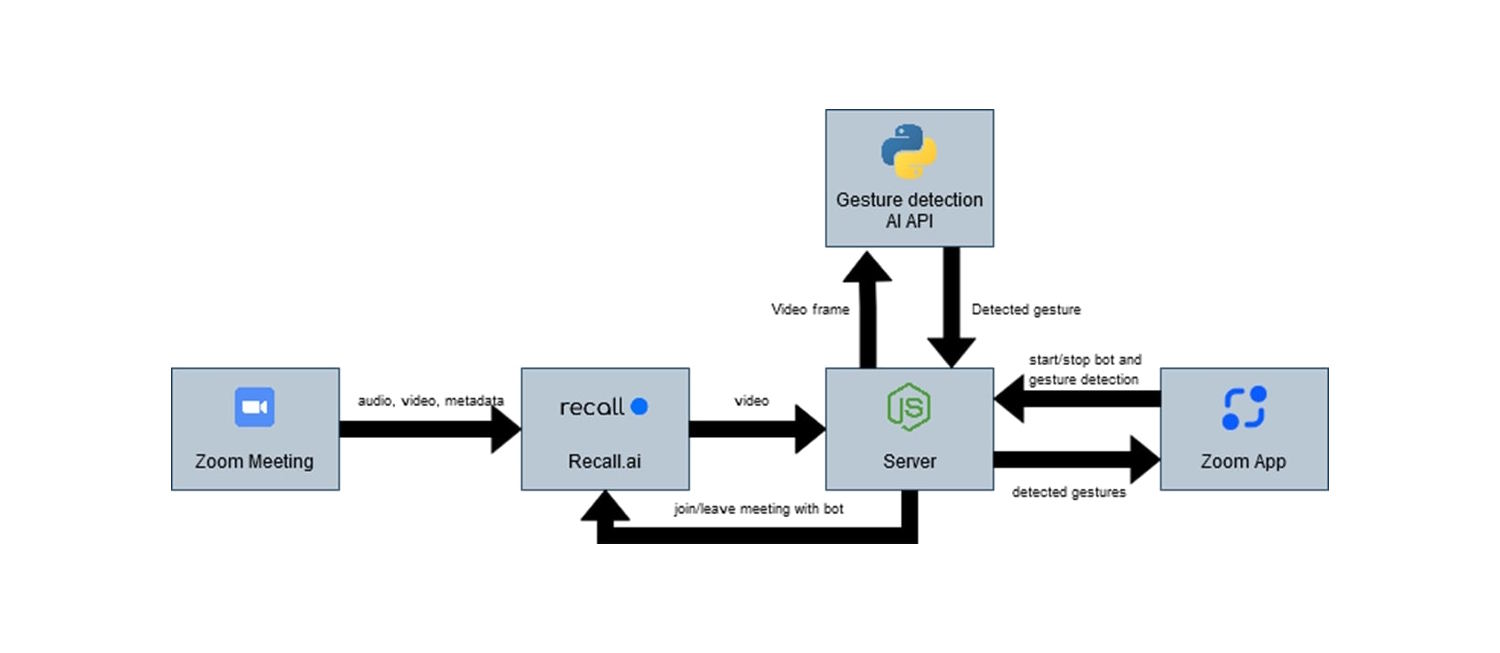 Gesture detection
AI API
Video frame
Detected gesture
start/stop bot and
gesture detection
audio, video, metadata
recall
video
JS
Zoom Meeting
Recall.ai
Server
Zoom App
detected gestures
join/leave meeting with bot